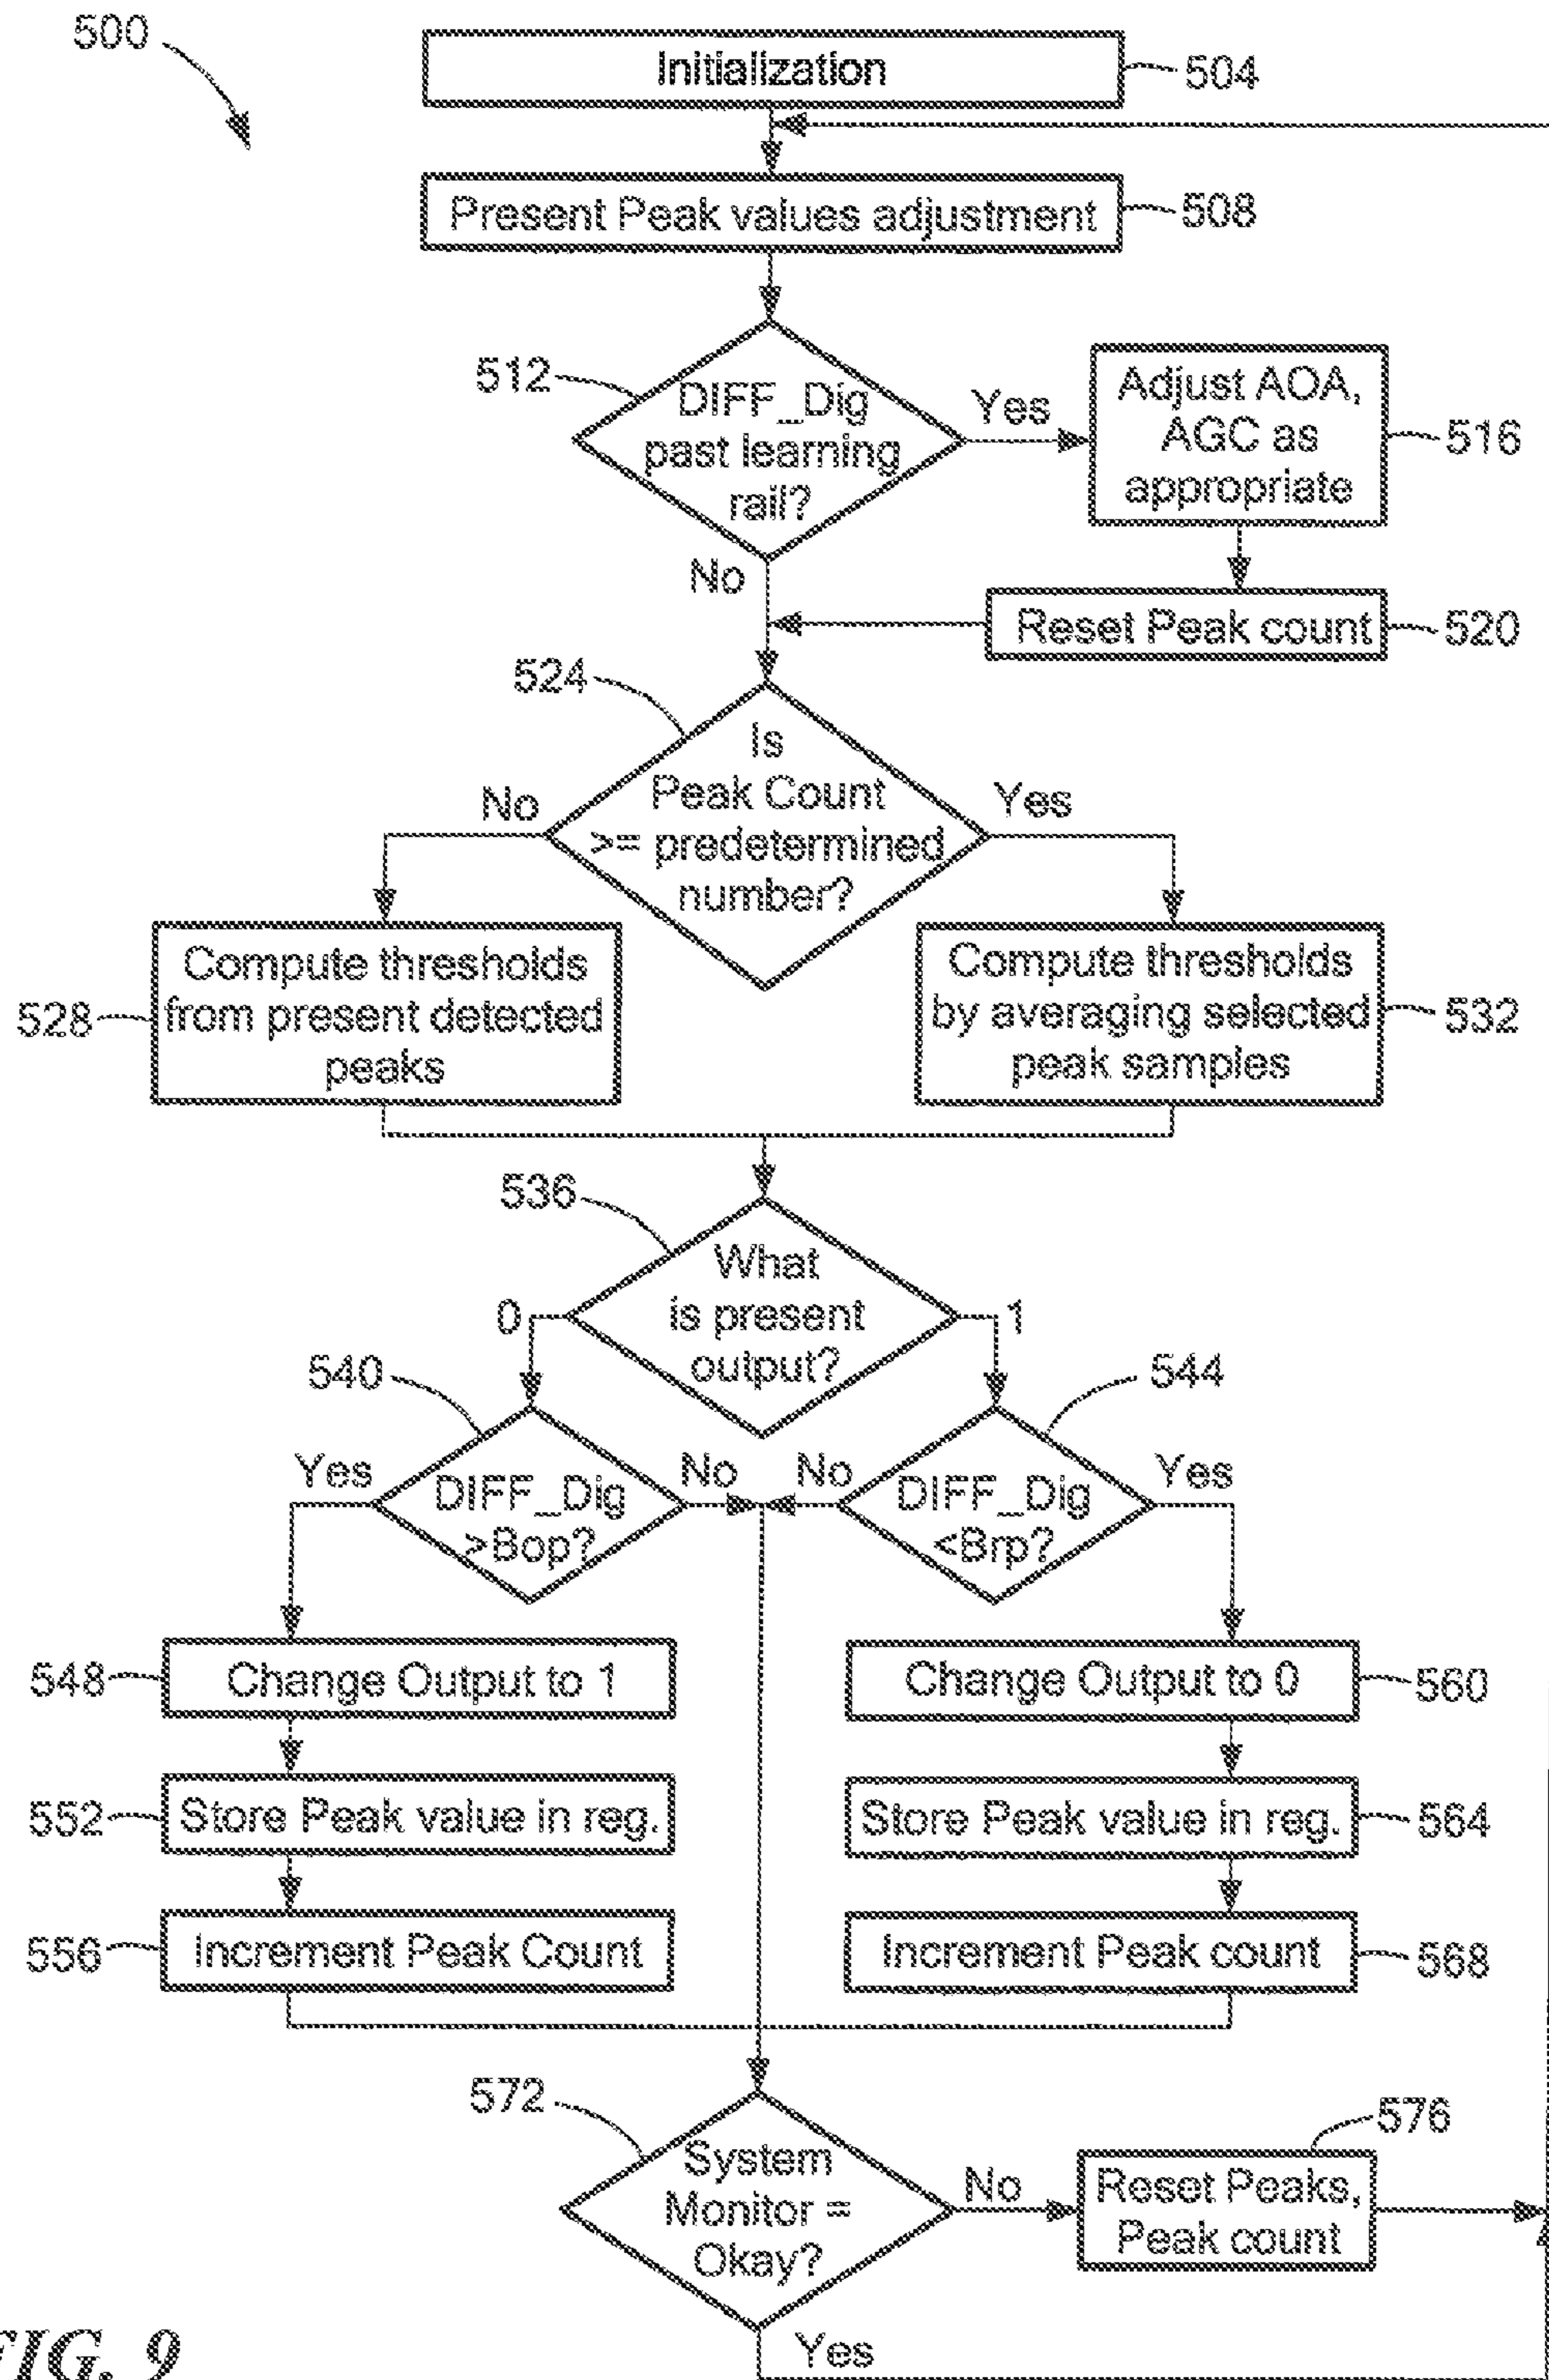 500
Initialization
504
Present Peak values adjustment
508
512
DIFF_Dig
past learning
rail?
Yes
No
Adjust AOA,
AGC as
appropriate
516
Reset Peak count
520
524
Is
Peak Count
>= predetermined
number?
No
Yes
528
Compute thresholds
from present detected
peaks
Compute thresholds
by averaging selected
peak samples
532
536
What
is present
output?
0
1
540
Yes
DIFF_Dig
>Bop?
No
544
No
DIFF_Dig
<Brp?
Yes
548
Change Output to 1
Change Output to 0
560
552
Store Peak value in reg.
Store Peak value in reg.
564
556
Increment Peak Count
Increment Peak count
568
572
System
Monitor =
Okay?
No
Yes
576
Reset Peaks,
Peak count
FIG. 9